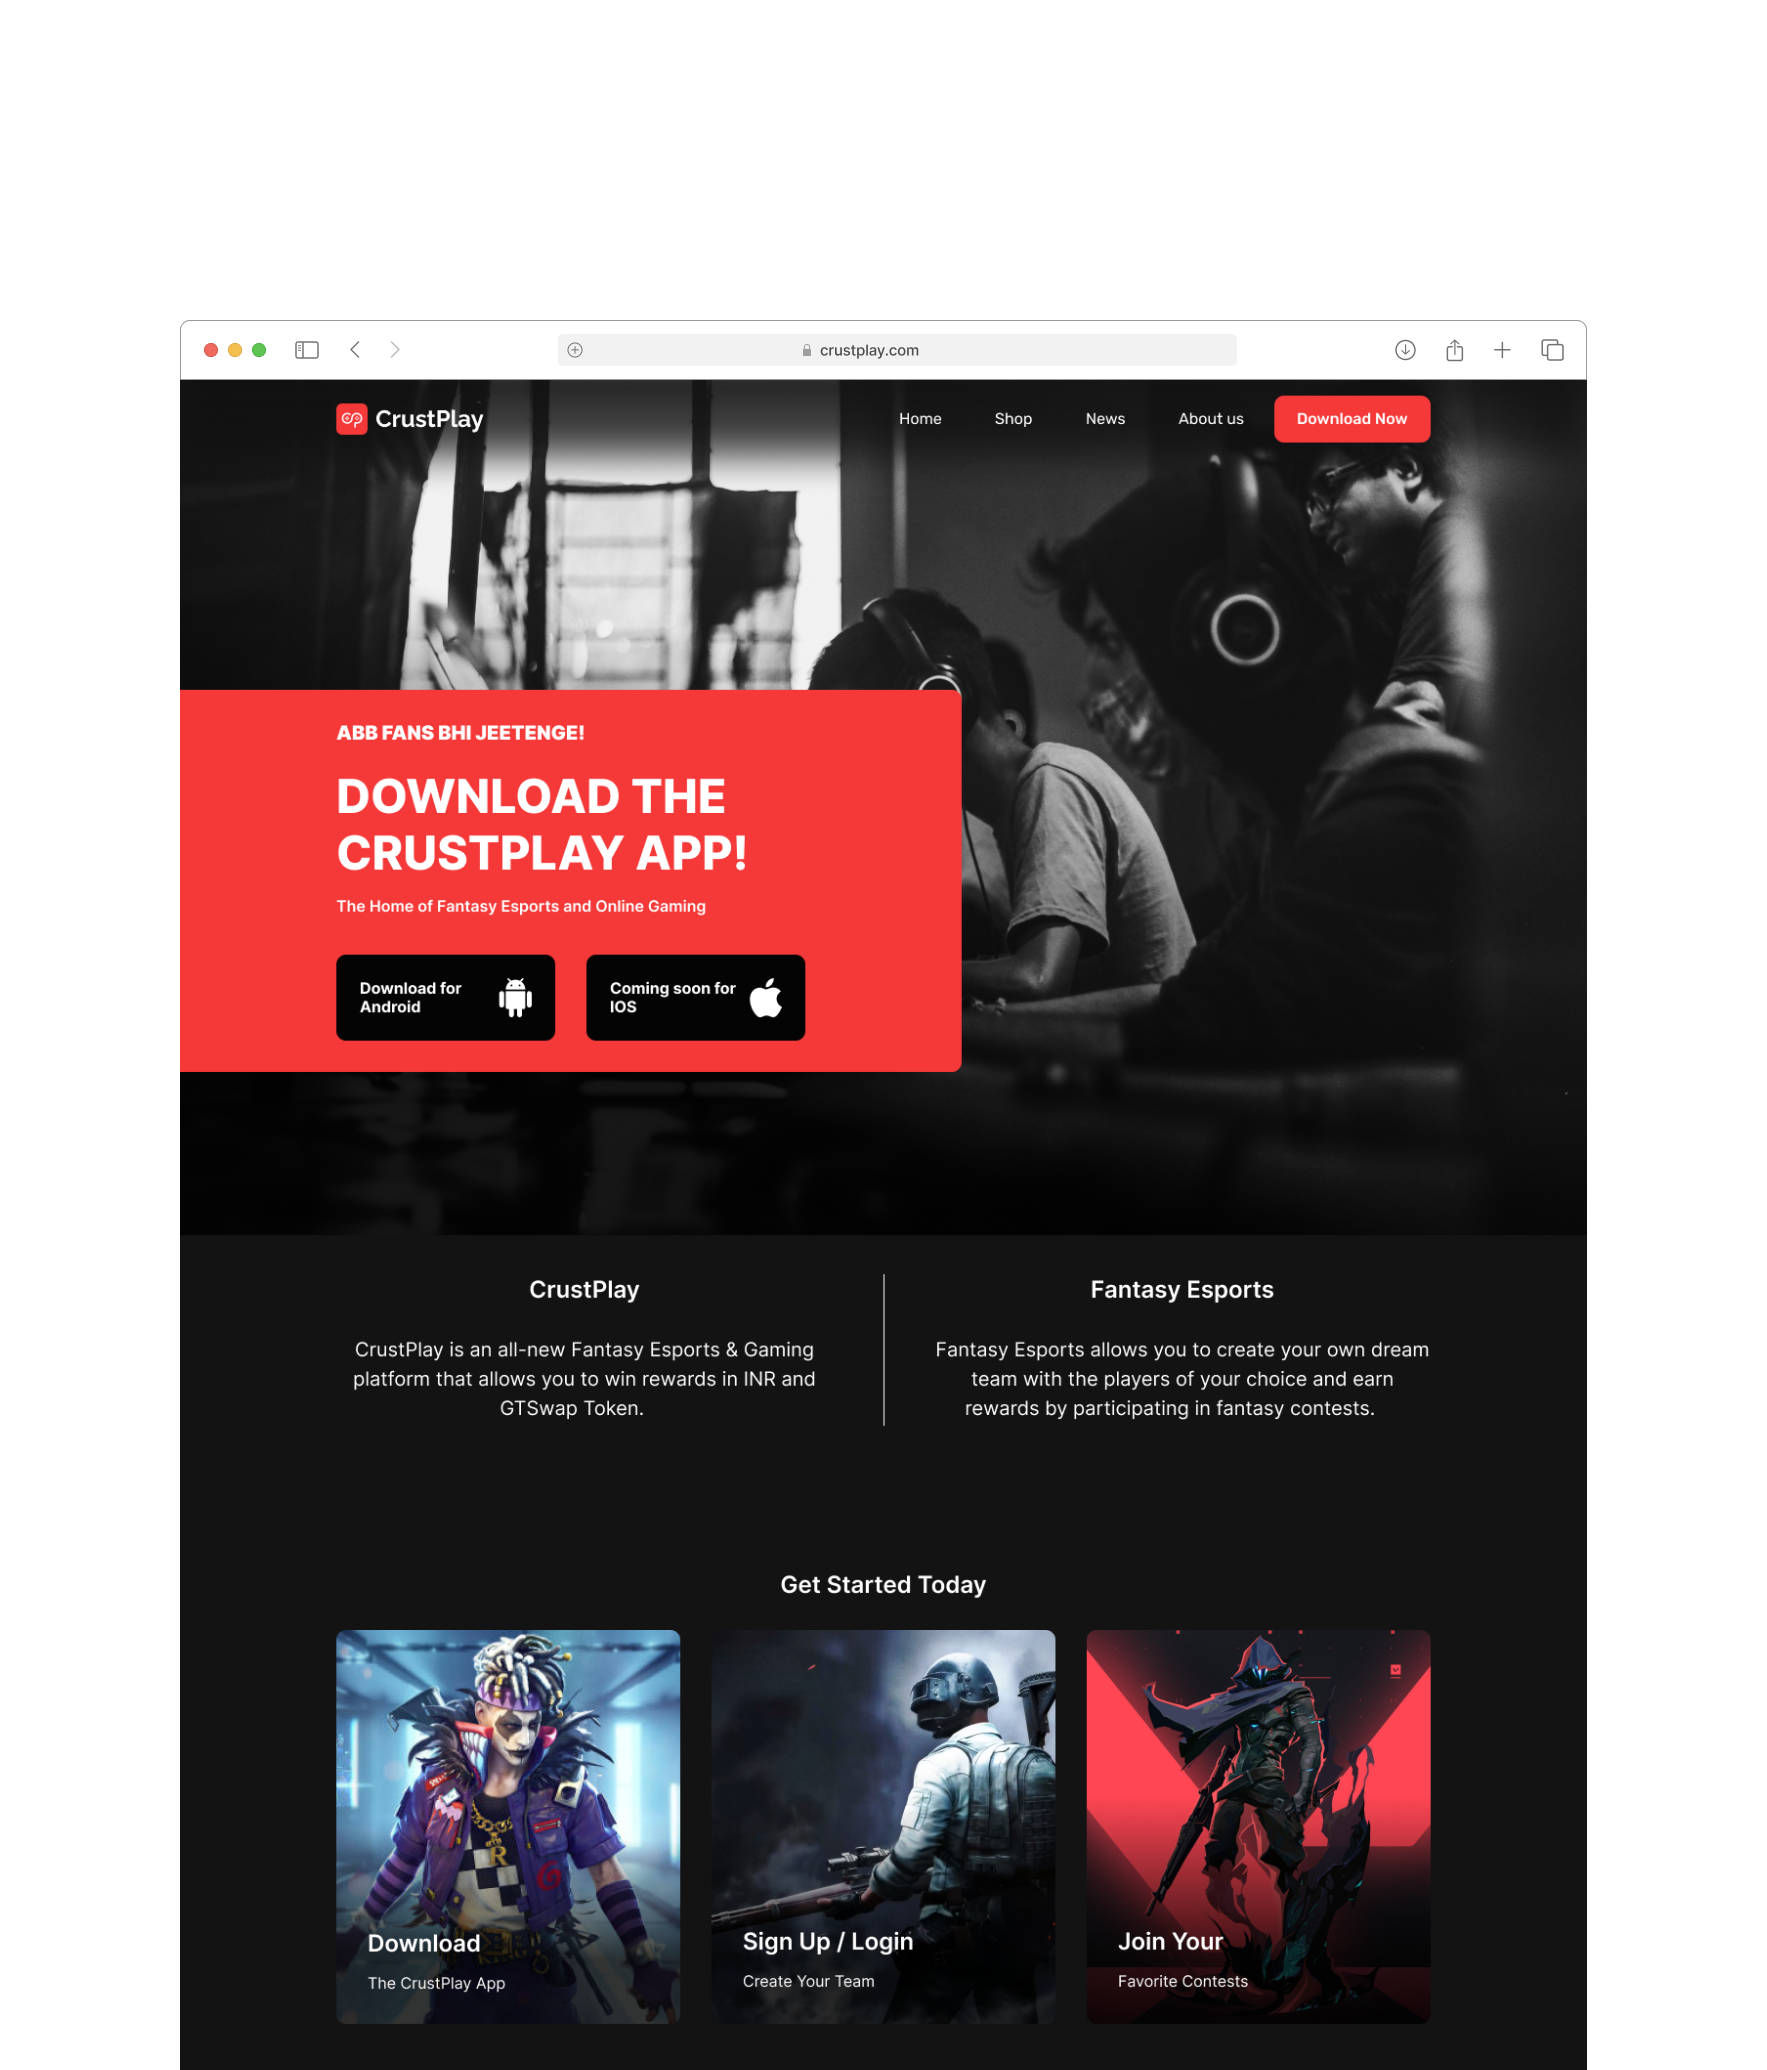 crustplay.com
CrustPlay
Home
Shop
News
About us
Download Now
ABB FANS BHI JEETENGE!
DOWNLOAD THE
CRUSTPLAY APP!
The Home of Fantasy Esports and Online Gaming
Download for
Android
Coming soon for
IOS
CrustPlay
CrustPlay is an all-new Fantasy Esports & Gaming
platform that allows you to win rewards in INR and
GTSwap Token.
Fantasy Esports
Fantasy Esports allows you to create your own dream
team with the players of your choice and earn
rewards by participating in fantasy contests.
Get Started Today
Download
The CrustPlay App
Sign Up / Login
Create Your Team
Join Your
Favorite Contests